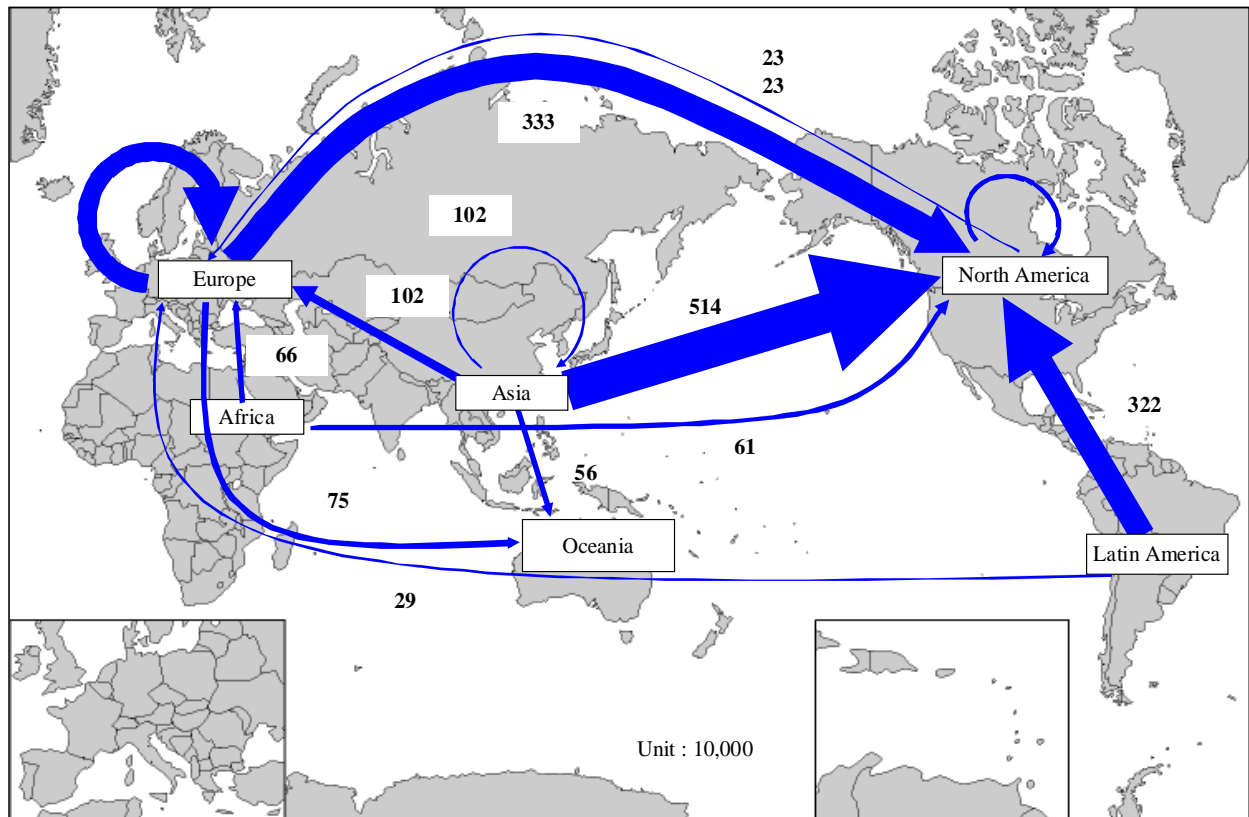 23
23
333
102
Europe
North America
102
514
66
Asia
Africa
322
61
56
75
Oceania
Latin America
29
Unit : 10,000